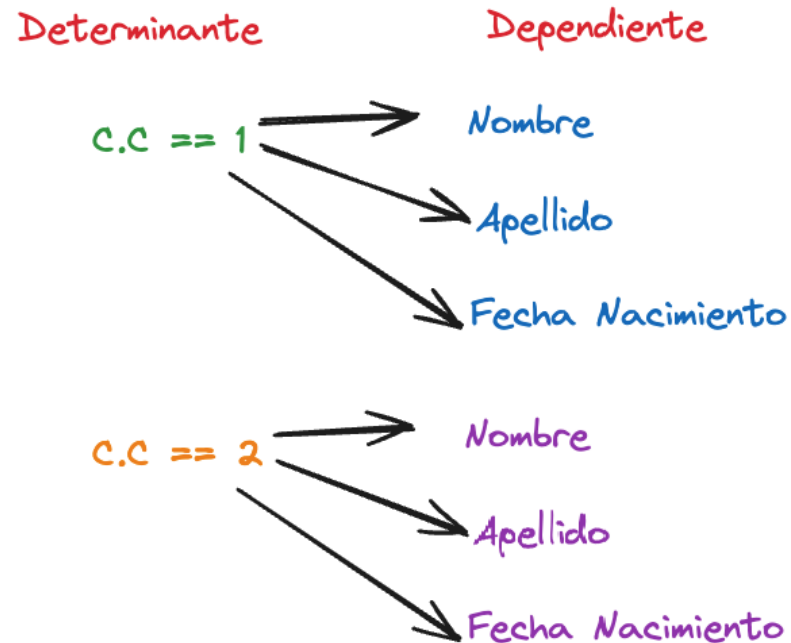 Determinante
Dependiente
C.C == 1
Nombre
Apellido
Fecha Nacimiento
C.C == 2
Nombre
Apellido
Fecha Nacimiento